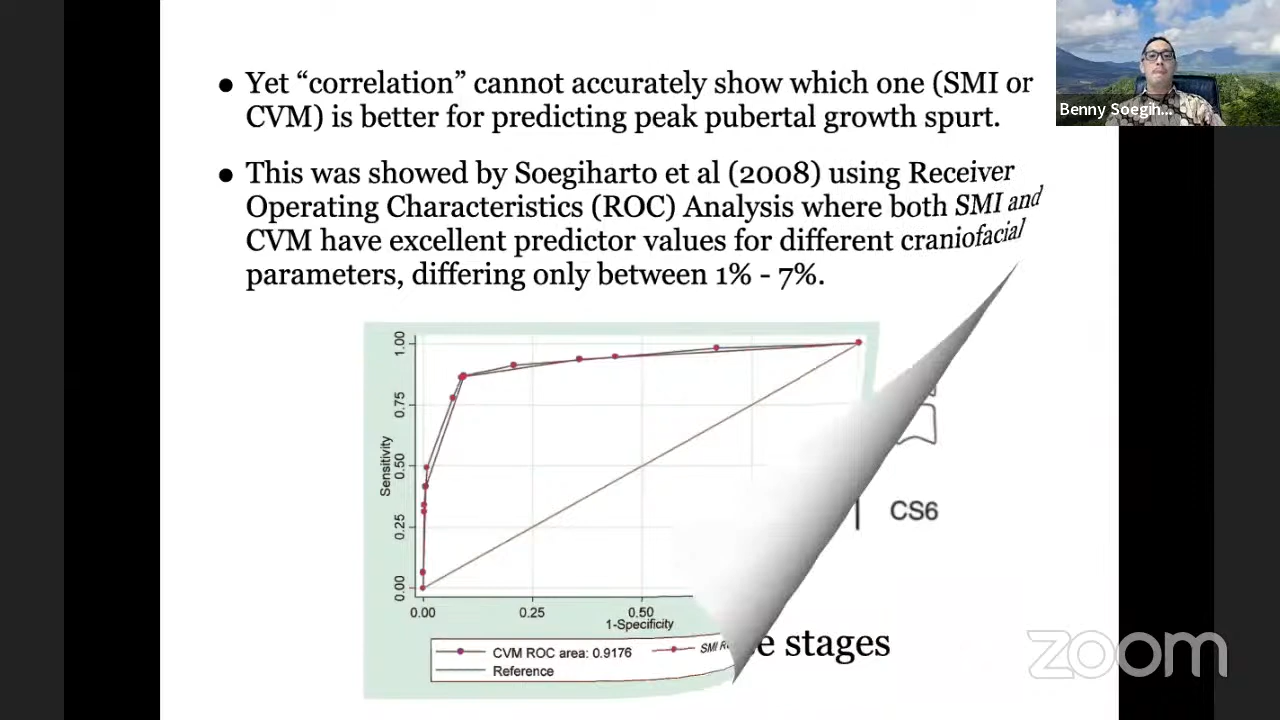 • Yet “correlation” cannot accurately show which one (SMI or
CVM) is better for predicting peak pubertal growth spurt.
Benny Soegih...
• This was showed by Soegiharto et al (2008) using Receiver
Operating Characteristics (ROC) Analysis where both SMI and
CVM have excellent predictor values for different craniofacial
parameters, differing only between 1% - 7%.
Sensitivity
1.00
0.75
0.50
0.25
0.00
0.00 0.25 0.50
1-Specificity
CVM ROC area: 0.9176 SMI
Reference
CS6
stages
zoom